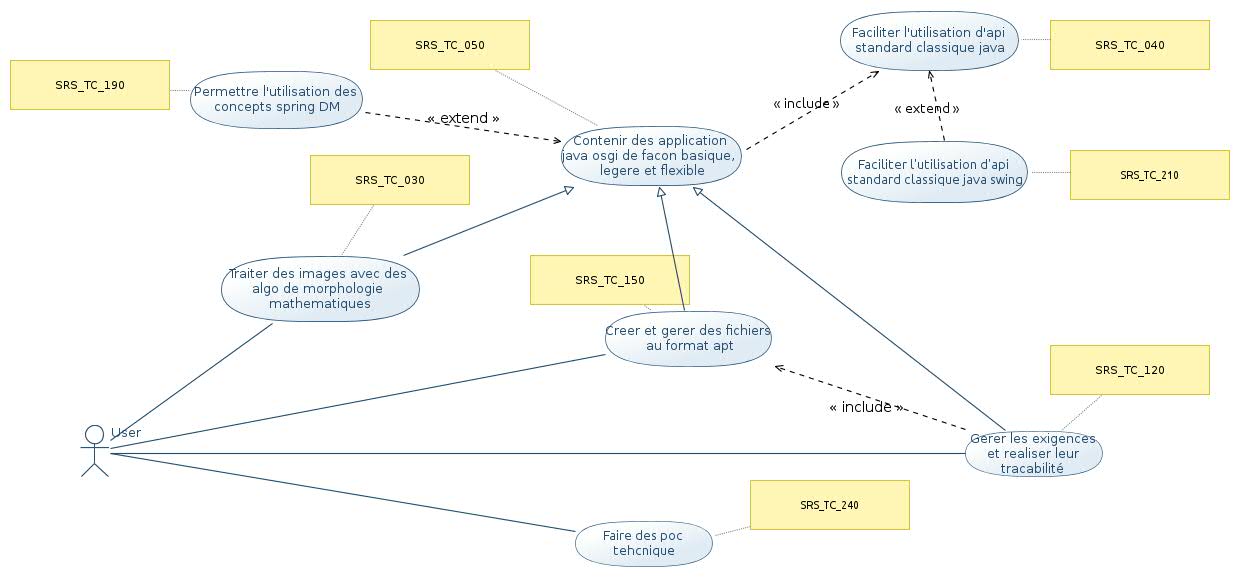 Faciliter l'utilisation d'api
standard classique java
SRS_TC_040
SRS_TC_050
SRS_TC_190
Permettre l'utilisation des
concepts spring DM
« extend »
« include »
« extend »
Contenir des application
java osgi de facon basique,
legere et flexible
Faciliter l'utilisation d'api
standard classique java swing
SRS_TC_210
SRS_TC_030
Traiter des images avec des
algo de morphologie
mathematiques
SRS_TC_150
Creer et gerer des fichiers
au format apt
SRS_TC_120
« include »
User
Gerer les exigences
et realiser leur
tracabilité
SRS_TC_240
Faire des poc
tehcnique